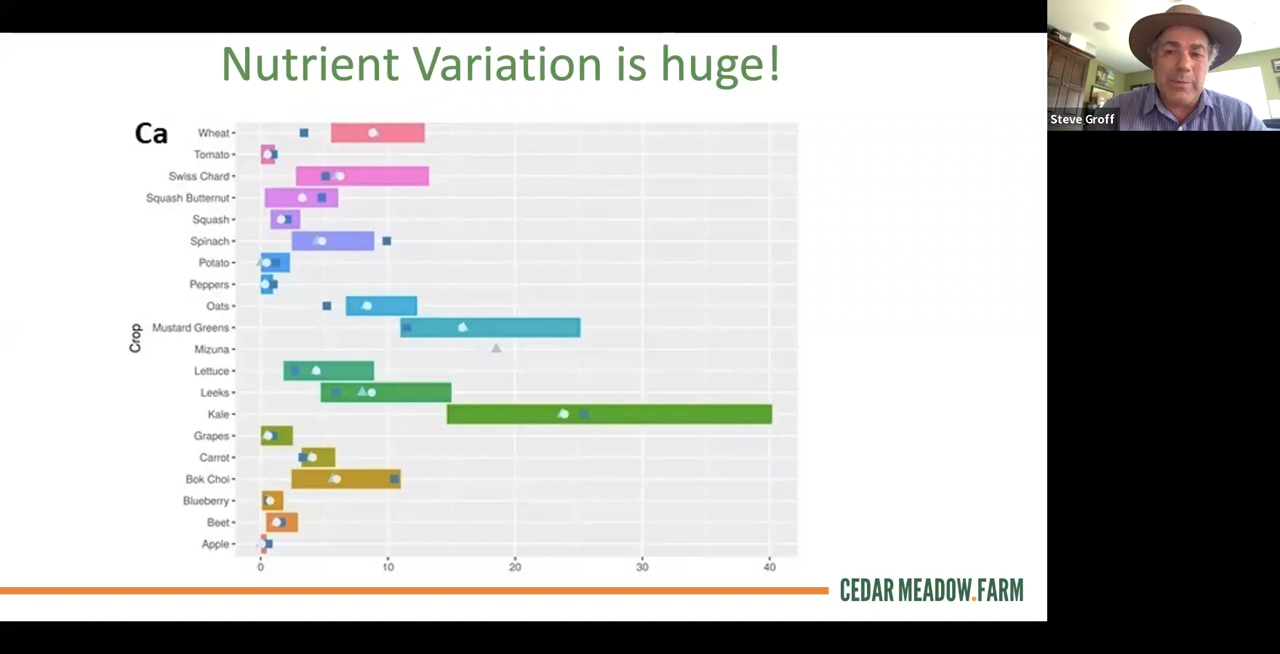 Nutrient Variation is huge!
Steve Groff
Ca
Wheat
Tomato
Swiss Chard
Squash Butternut
Squash
Spinach
Potato
Peppers
Oats
Mustard Greens
Mizuna
Lettuce
Leeks
Kale
Grapes
Carrot
Bok Choi
Blueberry
Beet
Apple
Crop
0 10 20 30 40
CEDAR MEADOW.FARM